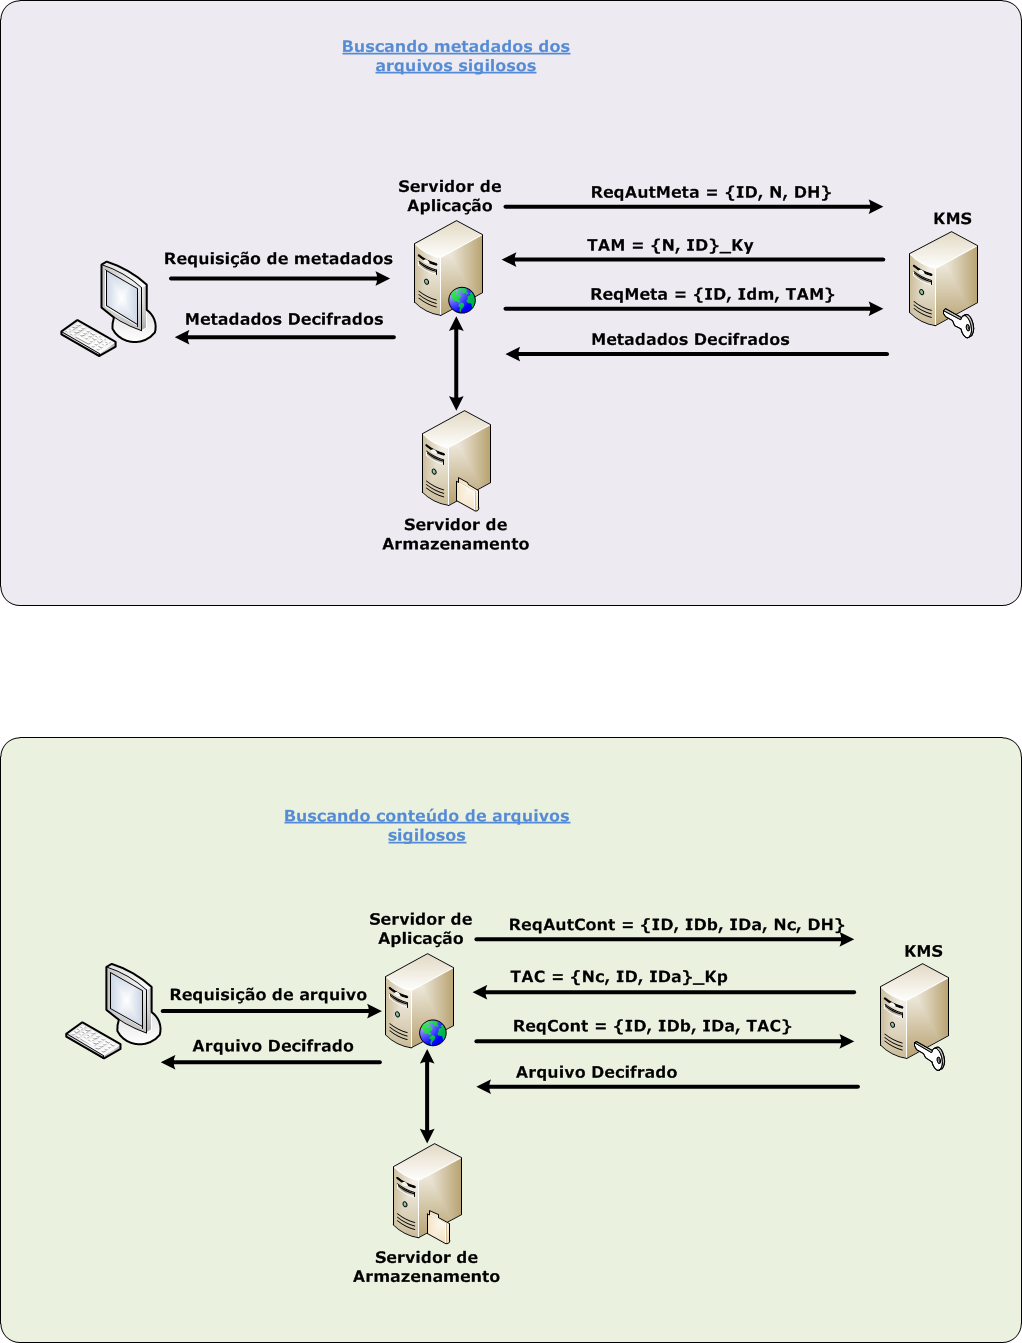 Buscando metadados dos
arquivos sigilosos
Servidor de
Aplicação
ReqAutMeta = {ID, N, DH}
KMS
TAM = {N, ID}_Ky
Requisição de metadados
ReqMeta = {ID, Idm, TAM}
Metadados Decifrados
Metadados Decifrados
Servidor de
Armazenamento
Buscando conteúdo de arquivos
sigilosos
Servidor de
Aplicação
ReqAutCont = {ID, IDb, IDa, Nc, DH}
KMS
TAC = {Nc, ID, IDa}_Kp
Requisição de arquivo
ReqCont = {ID, IDb, IDa, TAC}
Arquivo Decifrado
Arquivo Decifrado
Servidor de
Armazenamento